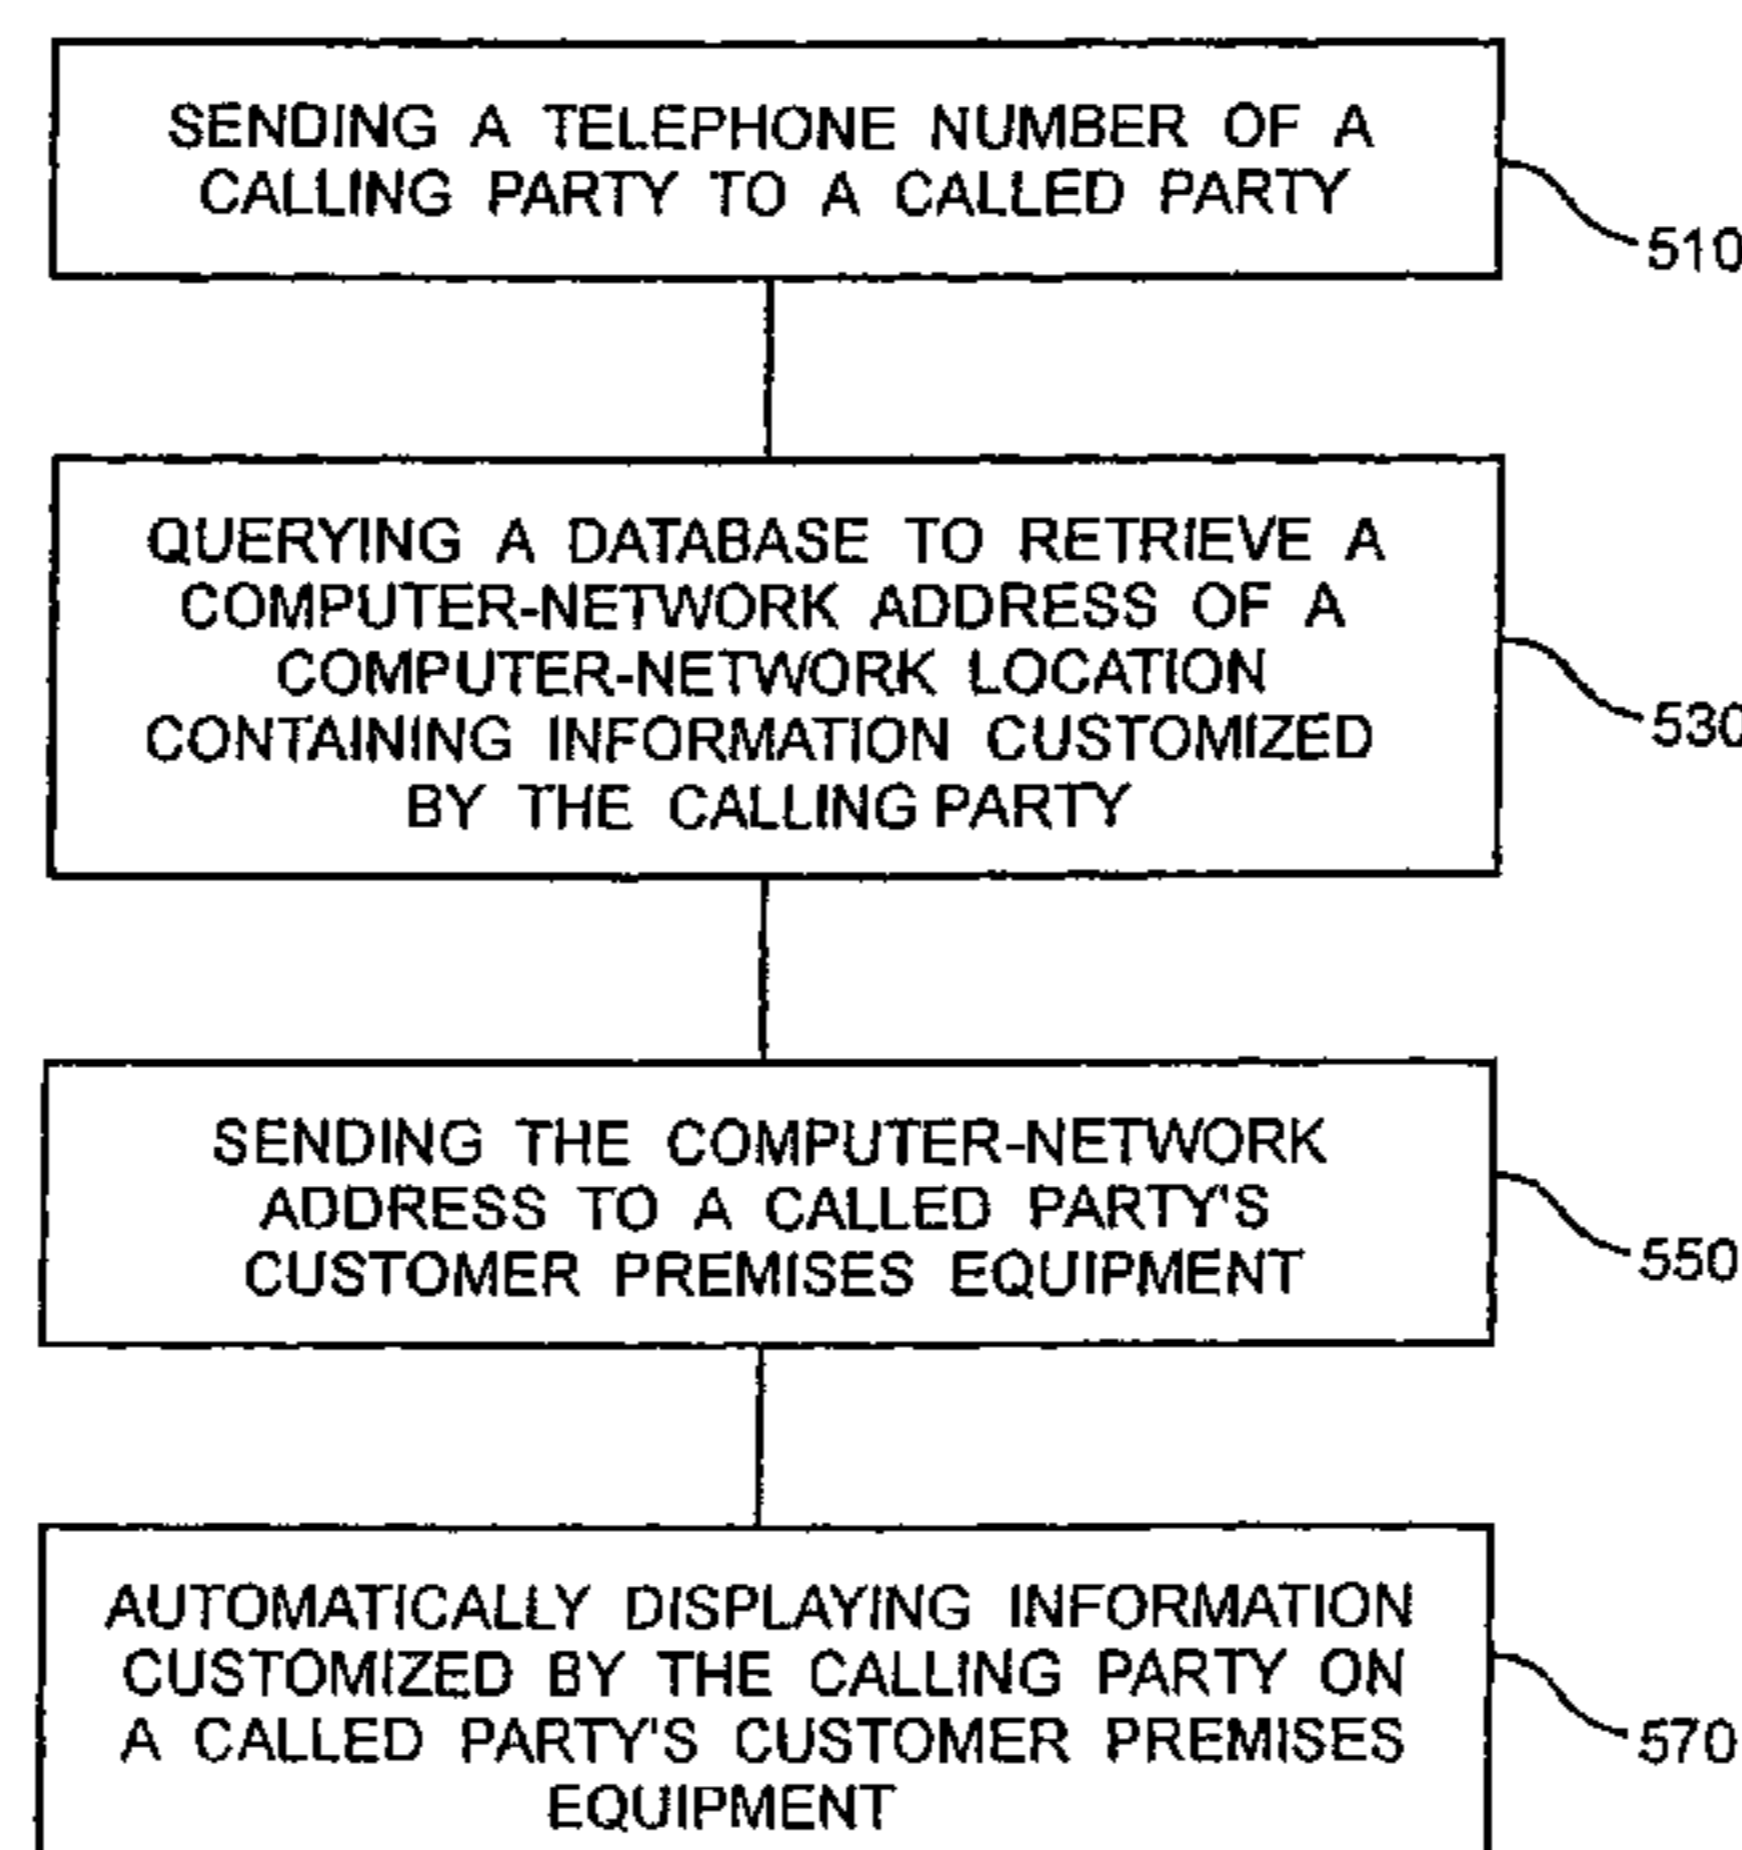 SENDING A TELEPHONE NUMBER OF A
CALLING PARTY TO A CALLED PARTY
510
QUERYING A DATABASE TO RETRIEVE A
COMPUTER-NETWORK ADDRESS OF A
COMPUTER-NETWORK LOCATION
CONTAINING INFORMATION CUSTOMIZED
BY THE CALLING PARTY
530
SENDING THE COMPUTER-NETWORK
ADDRESS TO A CALLED PARTY'S
CUSTOMER PREMISES EQUIPMENT
550
AUTOMATICALLY DISPLAYING INFORMATION
CUSTOMIZED BY THE CALLING PARTY ON
A CALLED PARTY'S CUSTOMER PREMISES
EQUIPMENT
570